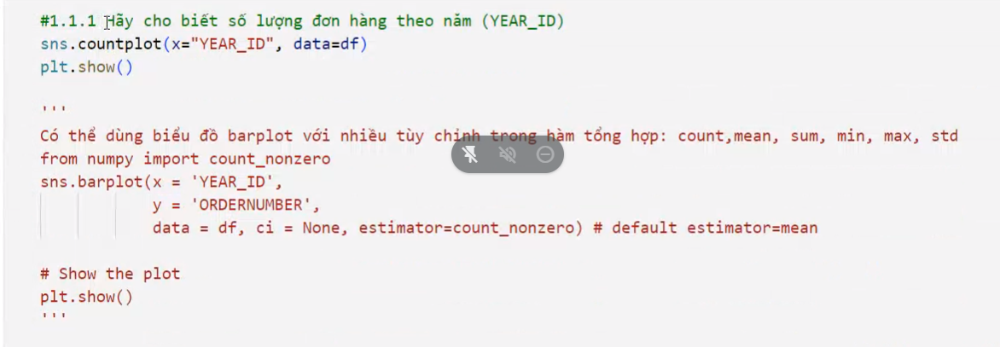 #1.1.1 Hãy cho biết số lượng đơn hàng theo năm (YEAR_ID)
sns.countplot(x="YEAR_ID", data=df)
plt.show()
'''
Có thể dùng biểu đồ barplot với nhiều tùy chỉnh trong hàm tổng hợp: count,mean, sum, min, max, std
from numpy import count_nonzero
sns.barplot(x = 'YEAR_ID',
y = 'ORDERNUMBER',
data = df, ci = None, estimator=count_nonzero) # default estimator=mean
# Show the plot
plt.show()
'''